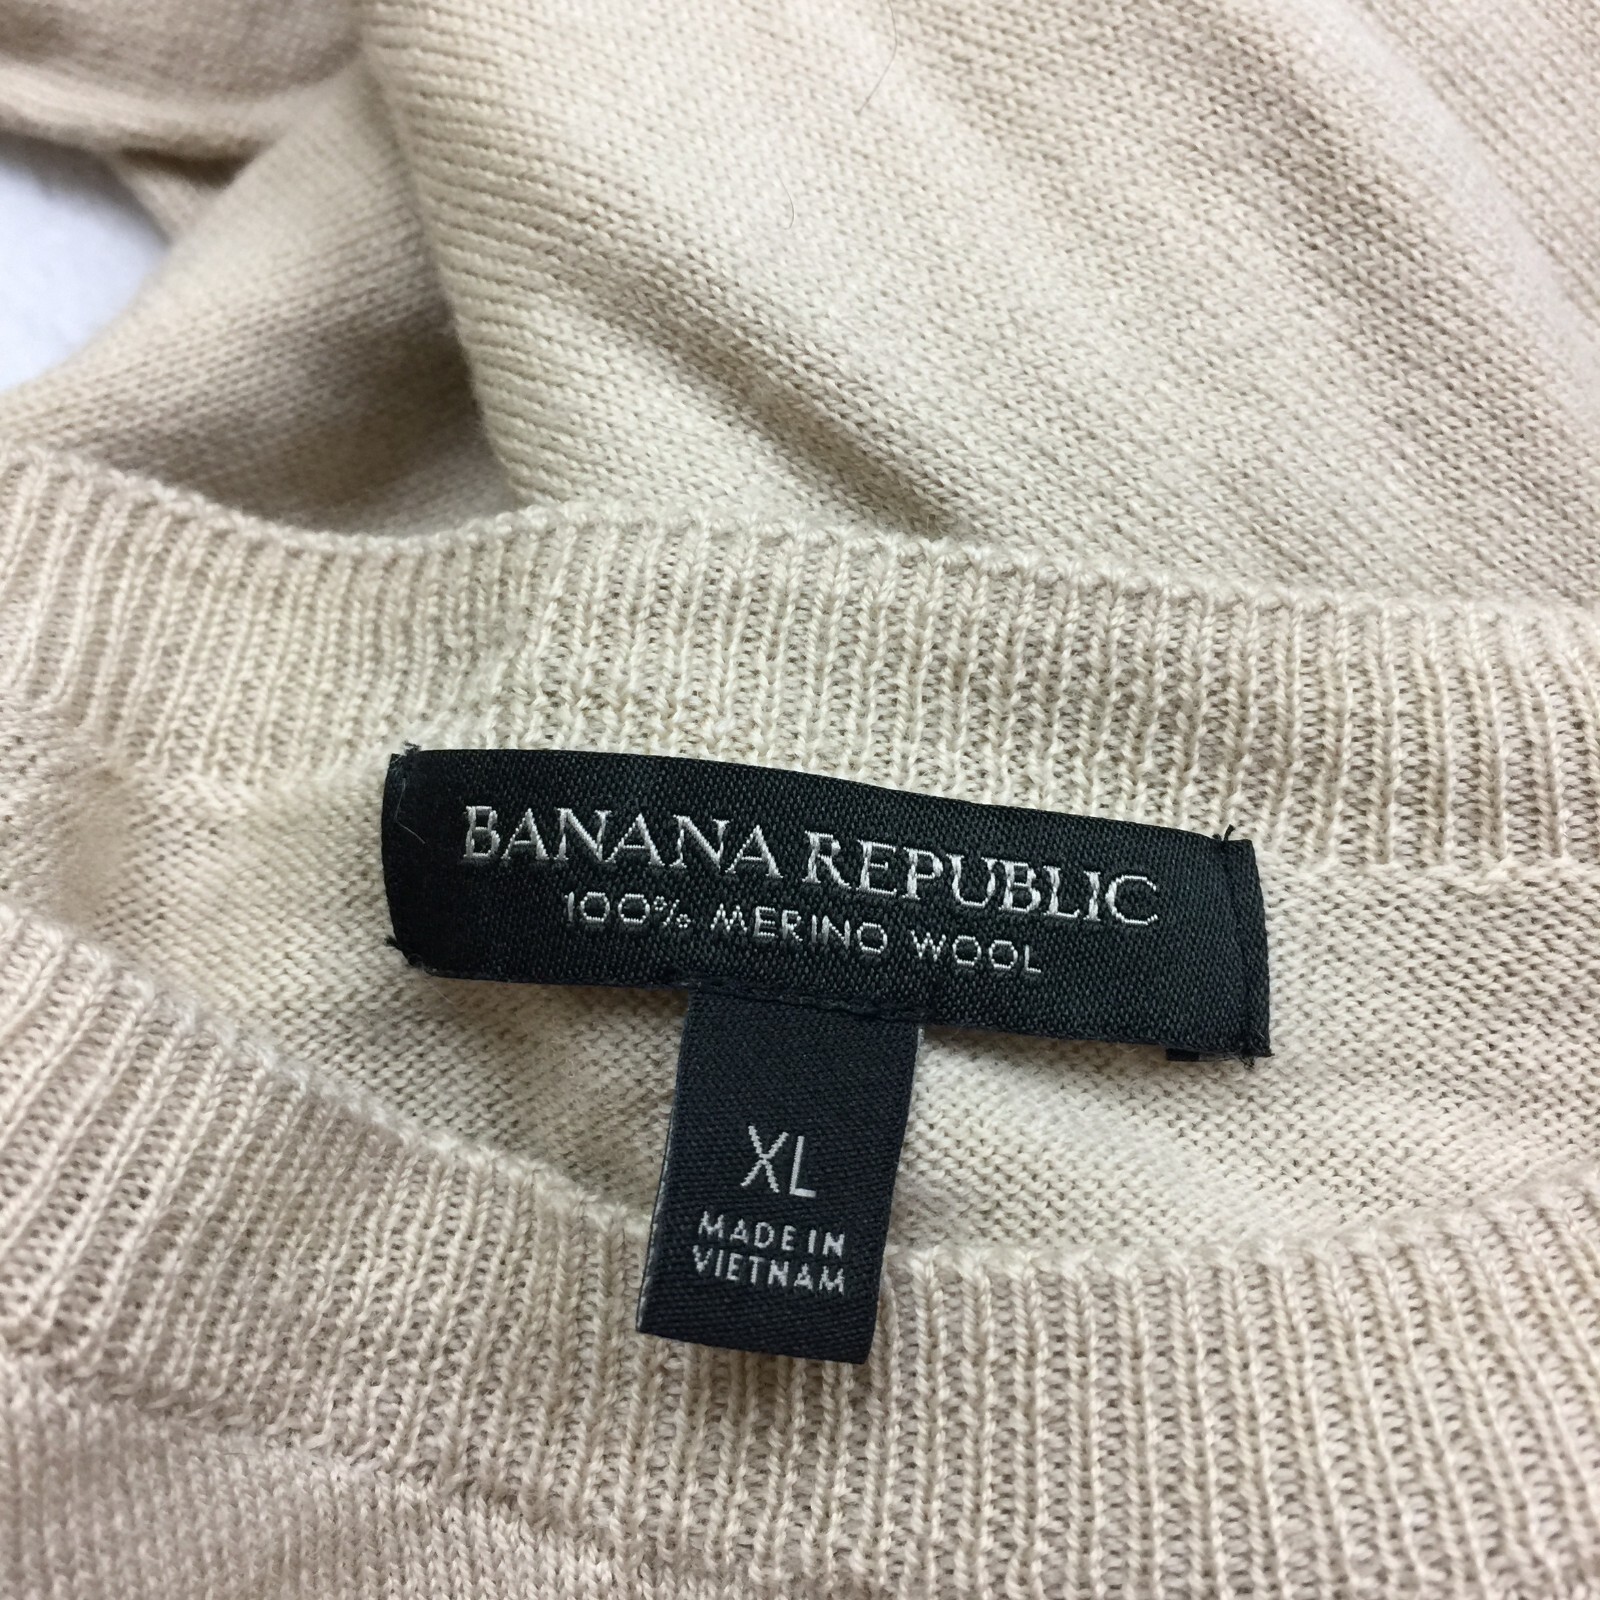 BANANA REPUBLIC
100% MERINO WOOL
XL
MADE IN
VIETNAM